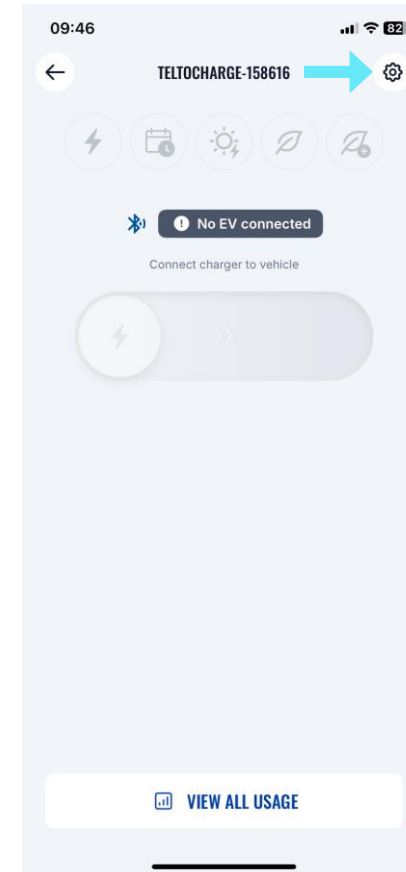 09:46
82
TELTOCHARGE-158616
No EV connected
Connect charger to vehicle
VIEW ALL USAGE